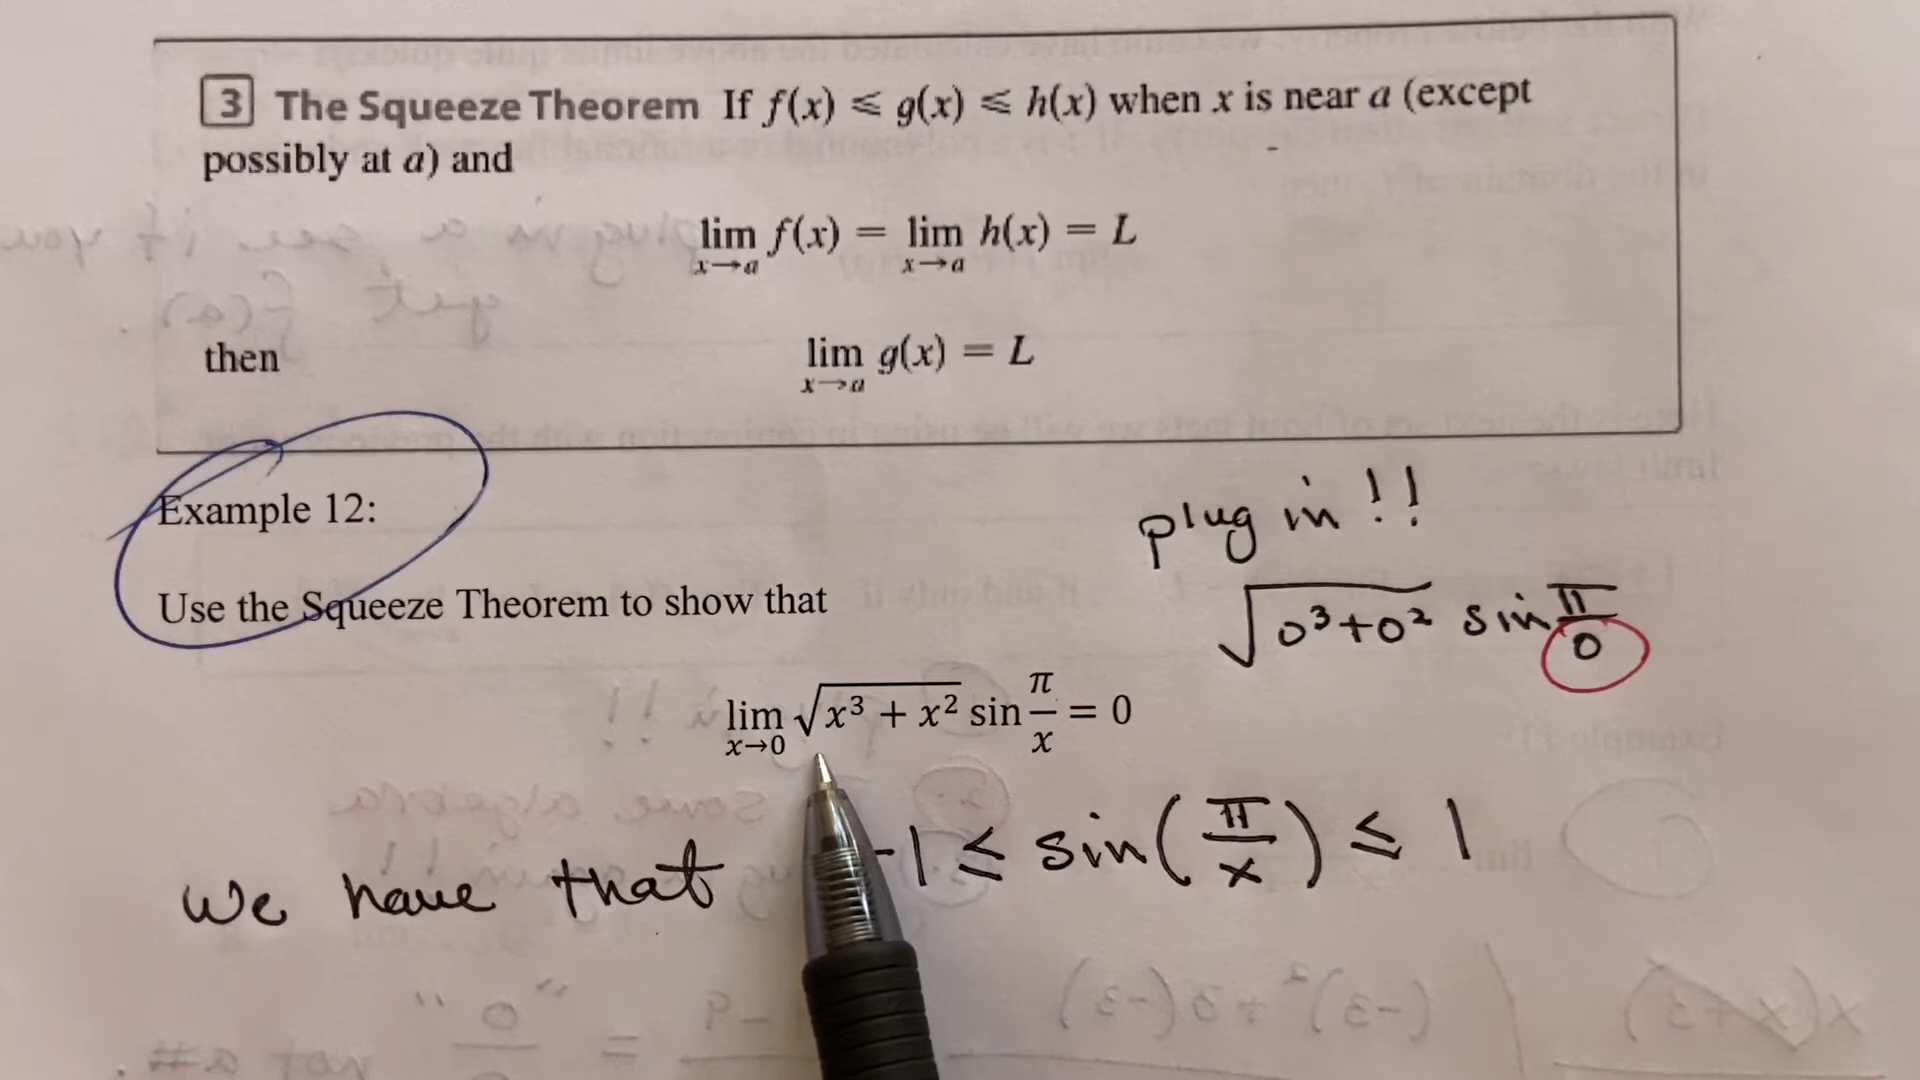 3 The Squeeze Theorem If f(x) ⩽ g(x) ⩽ h(x) when x is near a (except
possibly at a) and
lim x→a f(x) = lim x→a h(x) = L
then lim x→a g(x) = L
Example 12:
plug in !!
Use the Squeeze Theorem to show that
√(0³+0²) sin π/0
lim x→0 √(x³ + x²) sin π/x = 0
We have that -1 ≤ sin(π/x) ≤ 1